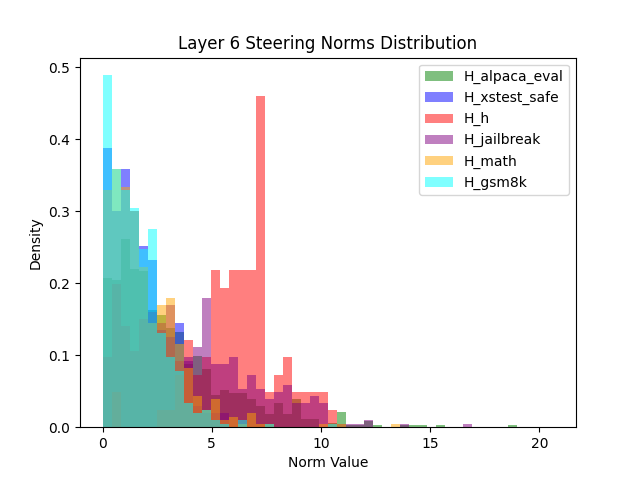 Layer 6 Steering Norms Distribution
H_alpaca_eval
H_xstest_safe
H_h
H_jailbreak
H_math
H_gsm8k
Density
0.5
0.4
0.3
0.2
0.1
0.0
0
5
10
15
20
Norm Value